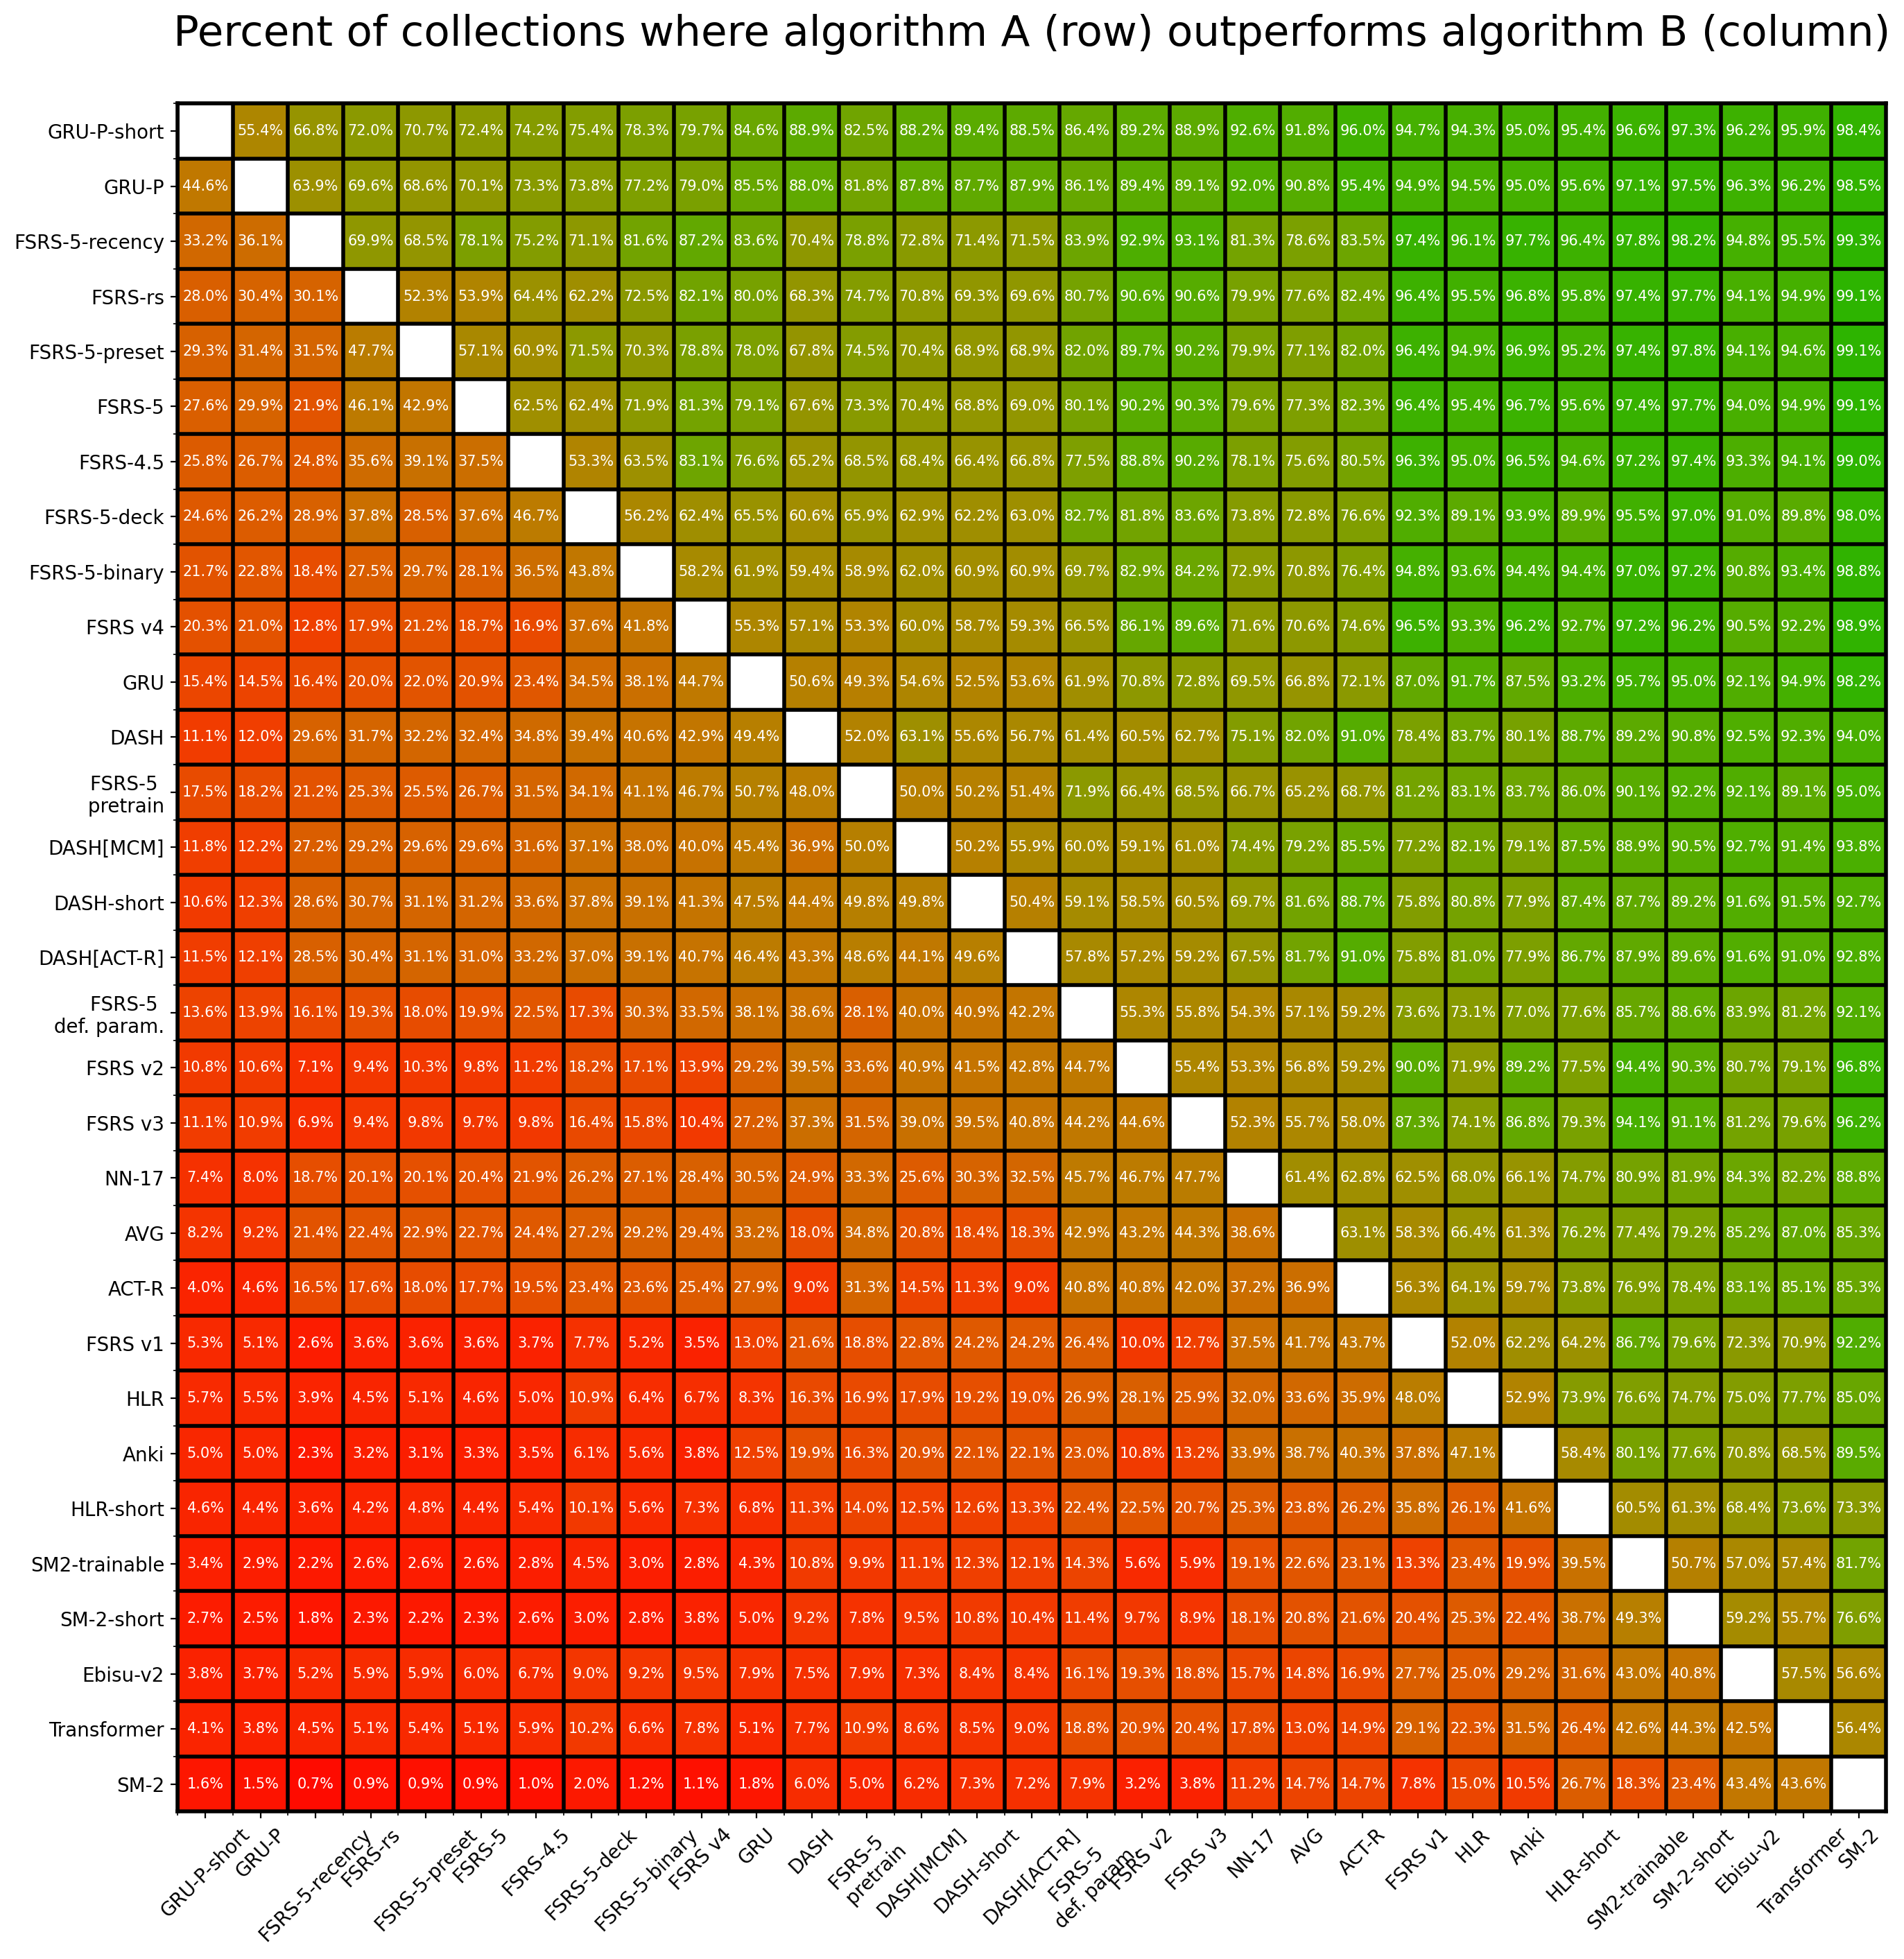 Percent of collections where algorithm A (row) outperforms algorithm B (column)
GRU-P-short 55.4% 66.8% 72.0% 70.7% 72.4% 74.2% 75.4% 78.3% 79.7% 84.6% 88.9% 82.5% 88.2% 89.4% 88.5% 86.4% 89.2% 88.9% 92.6% 91.8% 96.0% 94.7% 94.3% 95.0% 95.4% 96.6% 97.3% 96.2% 95.9% 98.4%
GRU-P 44.6% 63.9% 69.6% 68.6% 70.1% 73.3% 73.8% 77.2% 79.0% 85.5% 88.0% 81.8% 87.8% 87.7% 87.9% 86.1% 89.4% 89.1% 92.0% 90.8% 95.4% 94.9% 94.5% 95.0% 95.6% 97.1% 97.5% 96.3% 96.2% 98.5%
FSRS-5-recency 33.2% 36.1% 69.9% 68.5% 78.1% 75.2% 71.1% 81.6% 87.2% 83.6% 70.4% 78.8% 72.8% 71.4% 71.5% 83.9% 92.9% 93.1% 81.3% 78.6% 83.5% 97.4% 96.1% 97.7% 96.4% 97.8% 98.2% 94.8% 95.5% 99.3%
FSRS-rs 28.0% 30.4% 30.1% 52.3% 53.9% 64.4% 62.2% 72.5% 82.1% 80.0% 68.3% 74.7% 70.8% 69.3% 69.6% 80.7% 90.6% 90.6% 79.9% 77.6% 82.4% 96.4% 95.5% 96.8% 95.8% 97.4% 97.7% 94.1% 94.9% 99.1%
FSRS-5-preset 29.3% 31.4% 31.5% 47.7% 57.1% 60.9% 71.5% 70.3% 78.8% 78.0% 67.8% 74.5% 70.4% 68.9% 68.9% 82.0% 89.7% 90.2% 79.9% 77.1% 82.0% 96.4% 94.9% 96.9% 95.2% 97.4% 97.8% 94.1% 94.6% 99.1%
FSRS-5 27.6% 29.9% 21.9% 46.1% 42.9% 62.5% 62.4% 71.9% 81.3% 79.1% 67.6% 73.3% 70.4% 68.8% 69.0% 80.1% 90.2% 90.3% 79.6% 77.3% 82.3% 96.4% 95.4% 96.7% 95.6% 97.4% 97.7% 94.0% 94.9% 99.1%
FSRS-4.5 25.8% 26.7% 24.8% 35.6% 39.1% 37.5% 53.3% 63.5% 83.1% 76.6% 65.2% 68.5% 68.4% 66.4% 66.8% 77.5% 88.8% 90.2% 78.1% 75.6% 80.5% 96.3% 95.0% 96.5% 94.6% 97.2% 97.4% 93.3% 94.1% 99.0%
FSRS-5-deck 24.6% 26.2% 28.9% 37.8% 28.5% 37.6% 46.7% 56.2% 62.4% 65.5% 60.6% 65.9% 62.9% 62.2% 63.0% 82.7% 81.8% 83.6% 73.8% 72.8% 76.6% 92.3% 89.1% 93.9% 89.9% 95.5% 97.0% 91.0% 89.8% 98.0%
FSRS-5-binary 21.7% 22.8% 18.4% 27.5% 29.7% 28.1% 36.5% 43.8% 58.2% 61.9% 59.4% 58.9% 62.0% 60.9% 60.9% 69.7% 82.9% 84.2% 72.9% 70.8% 76.4% 94.8% 93.6% 94.4% 94.4% 97.0% 97.2% 90.8% 93.4% 98.8%
FSRS v4 20.3% 21.0% 12.8% 17.9% 21.2% 18.7% 16.9% 37.6% 41.8% 55.3% 57.1% 53.3% 60.0% 58.7% 59.3% 66.5% 86.1% 89.6% 71.6% 70.6% 74.6% 96.5% 93.3% 96.2% 92.7% 97.2% 96.2% 90.5% 92.2% 98.9%
GRU 15.4% 14.5% 16.4% 20.0% 22.0% 20.9% 23.4% 34.5% 38.1% 44.7% 50.6% 49.3% 54.6% 52.5% 53.6% 61.9% 70.8% 72.8% 69.5% 66.8% 72.1% 87.0% 91.7% 87.5% 93.2% 95.7% 95.0% 92.1% 94.9% 98.2%
DASH 11.1% 12.0% 29.6% 31.7% 32.2% 32.4% 34.8% 39.4% 40.6% 42.9% 49.4% 52.0% 63.1% 55.6% 56.7% 61.4% 60.5% 62.7% 75.1% 82.0% 91.0% 78.4% 83.7% 80.1% 88.7% 89.2% 90.8% 92.5% 92.3% 94.0%
FSRS-5
pretrain 17.5% 18.2% 21.2% 25.3% 25.5% 26.7% 31.5% 34.1% 41.1% 46.7% 50.7% 48.0% 50.0% 50.2% 51.4% 71.9% 66.4% 68.5% 66.7% 65.2% 68.7% 81.2% 83.1% 83.7% 86.0% 90.1% 92.2% 92.1% 89.1% 95.0%
DASH[MCM] 11.8% 12.2% 27.2% 29.2% 29.6% 29.6% 31.6% 37.1% 38.0% 40.0% 45.4% 36.9% 50.0% 50.2% 55.9% 60.0% 59.1% 61.0% 74.4% 79.2% 85.5% 77.2% 82.1% 79.1% 87.5% 88.9% 90.5% 92.7% 91.4% 93.8%
DASH-short 10.6% 12.3% 28.6% 30.7% 31.1% 31.2% 33.6% 37.8% 39.1% 41.3% 47.5% 44.4% 49.8% 49.8% 50.4% 59.1% 58.5% 60.5% 69.7% 81.6% 88.7% 75.8% 80.8% 77.9% 87.4% 87.7% 89.2% 91.6% 91.5% 92.7%
DASH[ACT-R] 11.5% 12.1% 28.5% 30.4% 31.1% 31.0% 33.2% 37.0% 39.1% 40.7% 46.4% 43.3% 48.6% 44.1% 49.6% 57.8% 57.2% 59.2% 67.5% 81.7% 91.0% 75.8% 81.0% 77.9% 86.7% 87.9% 89.6% 91.6% 91.0% 92.8%
FSRS-5
def. param. 13.6% 13.9% 16.1% 19.3% 18.0% 19.9% 22.5% 17.3% 30.3% 33.5% 38.1% 38.6% 28.1% 40.0% 40.9% 42.2% 55.3% 55.8% 54.3% 57.1% 59.2% 73.6% 73.1% 77.0% 77.6% 85.7% 88.6% 83.9% 81.2% 92.1%
FSRS v2 10.8% 10.6% 7.1% 9.4% 10.3% 9.8% 11.2% 18.2% 17.1% 13.9% 29.2% 39.5% 33.6% 40.9% 41.5% 42.8% 44.7% 55.4% 53.3% 56.8% 59.2% 90.0% 71.9% 89.2% 77.5% 94.4% 90.3% 80.7% 79.1% 96.8%
FSRS v3 11.1% 10.9% 6.9% 9.4% 9.8% 9.7% 9.8% 16.4% 15.8% 10.4% 27.2% 37.3% 31.5% 39.0% 39.5% 40.8% 44.2% 44.6% 52.3% 55.7% 58.0% 87.3% 74.1% 86.8% 79.3% 94.1% 91.1% 81.2% 79.6% 96.2%
NN-17 7.4% 8.0% 18.7% 20.1% 20.1% 20.4% 21.9% 26.2% 27.1% 28.4% 30.5% 24.9% 33.3% 25.6% 30.3% 32.5% 45.7% 46.7% 47.7% 61.4% 62.8% 62.5% 68.0% 66.1% 74.7% 80.9% 81.9% 84.3% 82.2% 88.8%
AVG 8.2% 9.2% 21.4% 22.4% 22.9% 22.7% 24.4% 27.2% 29.2% 29.4% 33.2% 18.0% 34.8% 20.8% 18.4% 18.3% 42.9% 43.2% 44.3% 38.6% 63.1% 58.3% 66.4% 61.3% 76.2% 77.4% 79.2% 85.2% 87.0% 85.3%
ACT-R 4.0% 4.6% 16.5% 17.6% 18.0% 17.7% 19.5% 23.4% 23.6% 25.4% 27.9% 9.0% 31.3% 14.5% 11.3% 9.0% 40.8% 40.8% 42.0% 37.2% 36.9% 56.3% 64.1% 59.7% 73.8% 76.9% 78.4% 83.1% 85.1% 85.3%
FSRS v1 5.3% 5.1% 2.6% 3.6% 3.6% 3.6% 3.7% 7.7% 5.2% 3.5% 13.0% 21.6% 18.8% 22.8% 24.2% 24.2% 26.4% 10.0% 12.7% 37.5% 41.7% 43.7% 52.0% 62.2% 64.2% 86.7% 79.6% 72.3% 70.9% 92.2%
HLR 5.7% 5.5% 3.9% 4.5% 5.1% 4.6% 5.0% 10.9% 6.4% 6.7% 8.3% 16.3% 16.9% 17.9% 19.2% 19.0% 26.9% 28.1% 25.9% 32.0% 33.6% 35.9% 48.0% 52.9% 73.9% 76.6% 74.7% 75.0% 77.7% 85.0%
Anki 5.0% 5.0% 2.3% 3.2% 3.1% 3.3% 3.5% 6.1% 5.6% 3.8% 12.5% 19.9% 16.3% 20.9% 22.1% 22.1% 23.0% 10.8% 13.2% 33.9% 38.7% 40.3% 37.8% 47.1% 58.4% 80.1% 77.6% 70.8% 68.5% 89.5%
HLR-short 4.6% 4.4% 3.6% 4.2% 4.8% 4.4% 5.4% 10.1% 5.6% 7.3% 6.8% 11.3% 14.0% 12.5% 12.6% 13.3% 22.4% 22.5% 20.7% 25.3% 23.8% 26.2% 35.8% 26.1% 41.6% 60.5% 61.3% 68.4% 73.6% 73.3%
SM2-trainable 3.4% 2.9% 2.2% 2.6% 2.6% 2.6% 2.8% 4.5% 3.0% 2.8% 4.3% 10.8% 9.9% 11.1% 12.3% 12.1% 14.3% 5.6% 5.9% 19.1% 22.6% 23.1% 13.3% 23.4% 19.9% 39.5% 50.7% 57.0% 57.4% 81.7%
SM-2-short 2.7% 2.5% 1.8% 2.3% 2.2% 2.3% 2.6% 3.0% 2.8% 3.8% 5.0% 9.2% 7.8% 9.5% 10.8% 10.4% 11.4% 9.7% 8.9% 18.1% 20.8% 21.6% 20.4% 25.3% 22.4% 38.7% 49.3% 59.2% 55.7% 76.6%
Ebisu-v2 3.8% 3.7% 5.2% 5.9% 5.9% 6.0% 6.7% 9.0% 9.2% 9.5% 7.9% 7.5% 7.9% 7.3% 8.4% 8.4% 16.1% 19.3% 18.8% 15.7% 14.8% 16.9% 27.7% 25.0% 29.2% 31.6% 43.0% 40.8% 57.5% 56.6%
Transformer 4.1% 3.8% 4.5% 5.1% 5.4% 5.1% 5.9% 10.2% 6.6% 7.8% 5.1% 7.7% 10.9% 8.6% 8.5% 9.0% 18.8% 20.9% 20.4% 17.8% 13.0% 14.9% 29.1% 22.3% 31.5% 26.4% 42.6% 44.3% 42.5% 56.4%
SM-2 1.6% 1.5% 0.7% 0.9% 0.9% 0.9% 1.0% 2.0% 1.2% 1.1% 1.8% 6.0% 5.0% 6.2% 7.3% 7.2% 7.9% 3.2% 3.8% 11.2% 14.7% 14.7% 7.8% 15.0% 10.5% 26.7% 18.3% 23.4% 43.4% 43.6%
GRU-P-short
GRU-P
FSRS-5-recency
FSRS-rs
FSRS-5-preset
FSRS-5
FSRS-4.5
FSRS-5-deck
FSRS-5-binary
FSRS v4
GRU
DASH
FSRS-5
pretrain
DASH[MCM]
DASH-short
DASH[ACT-R]
FSRS-5
def. param.
FSRS v2
FSRS v3
NN-17
AVG
ACT-R
FSRS v1
HLR
Anki
HLR-short
SM2-trainable
SM-2-short
Ebisu-v2
Transformer
SM-2